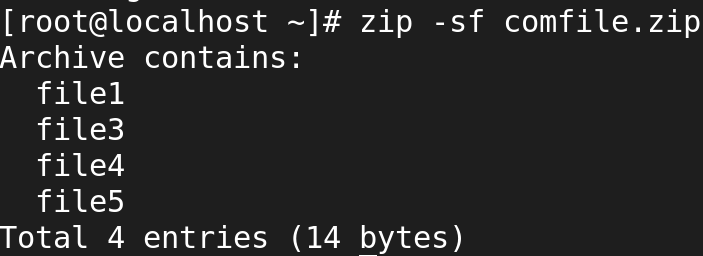 [root@localhost ~]# zip -sf comfile.zip
Archive contains:
  file1
  file3
  file4
  file5
Total 4 entries (14 bytes)